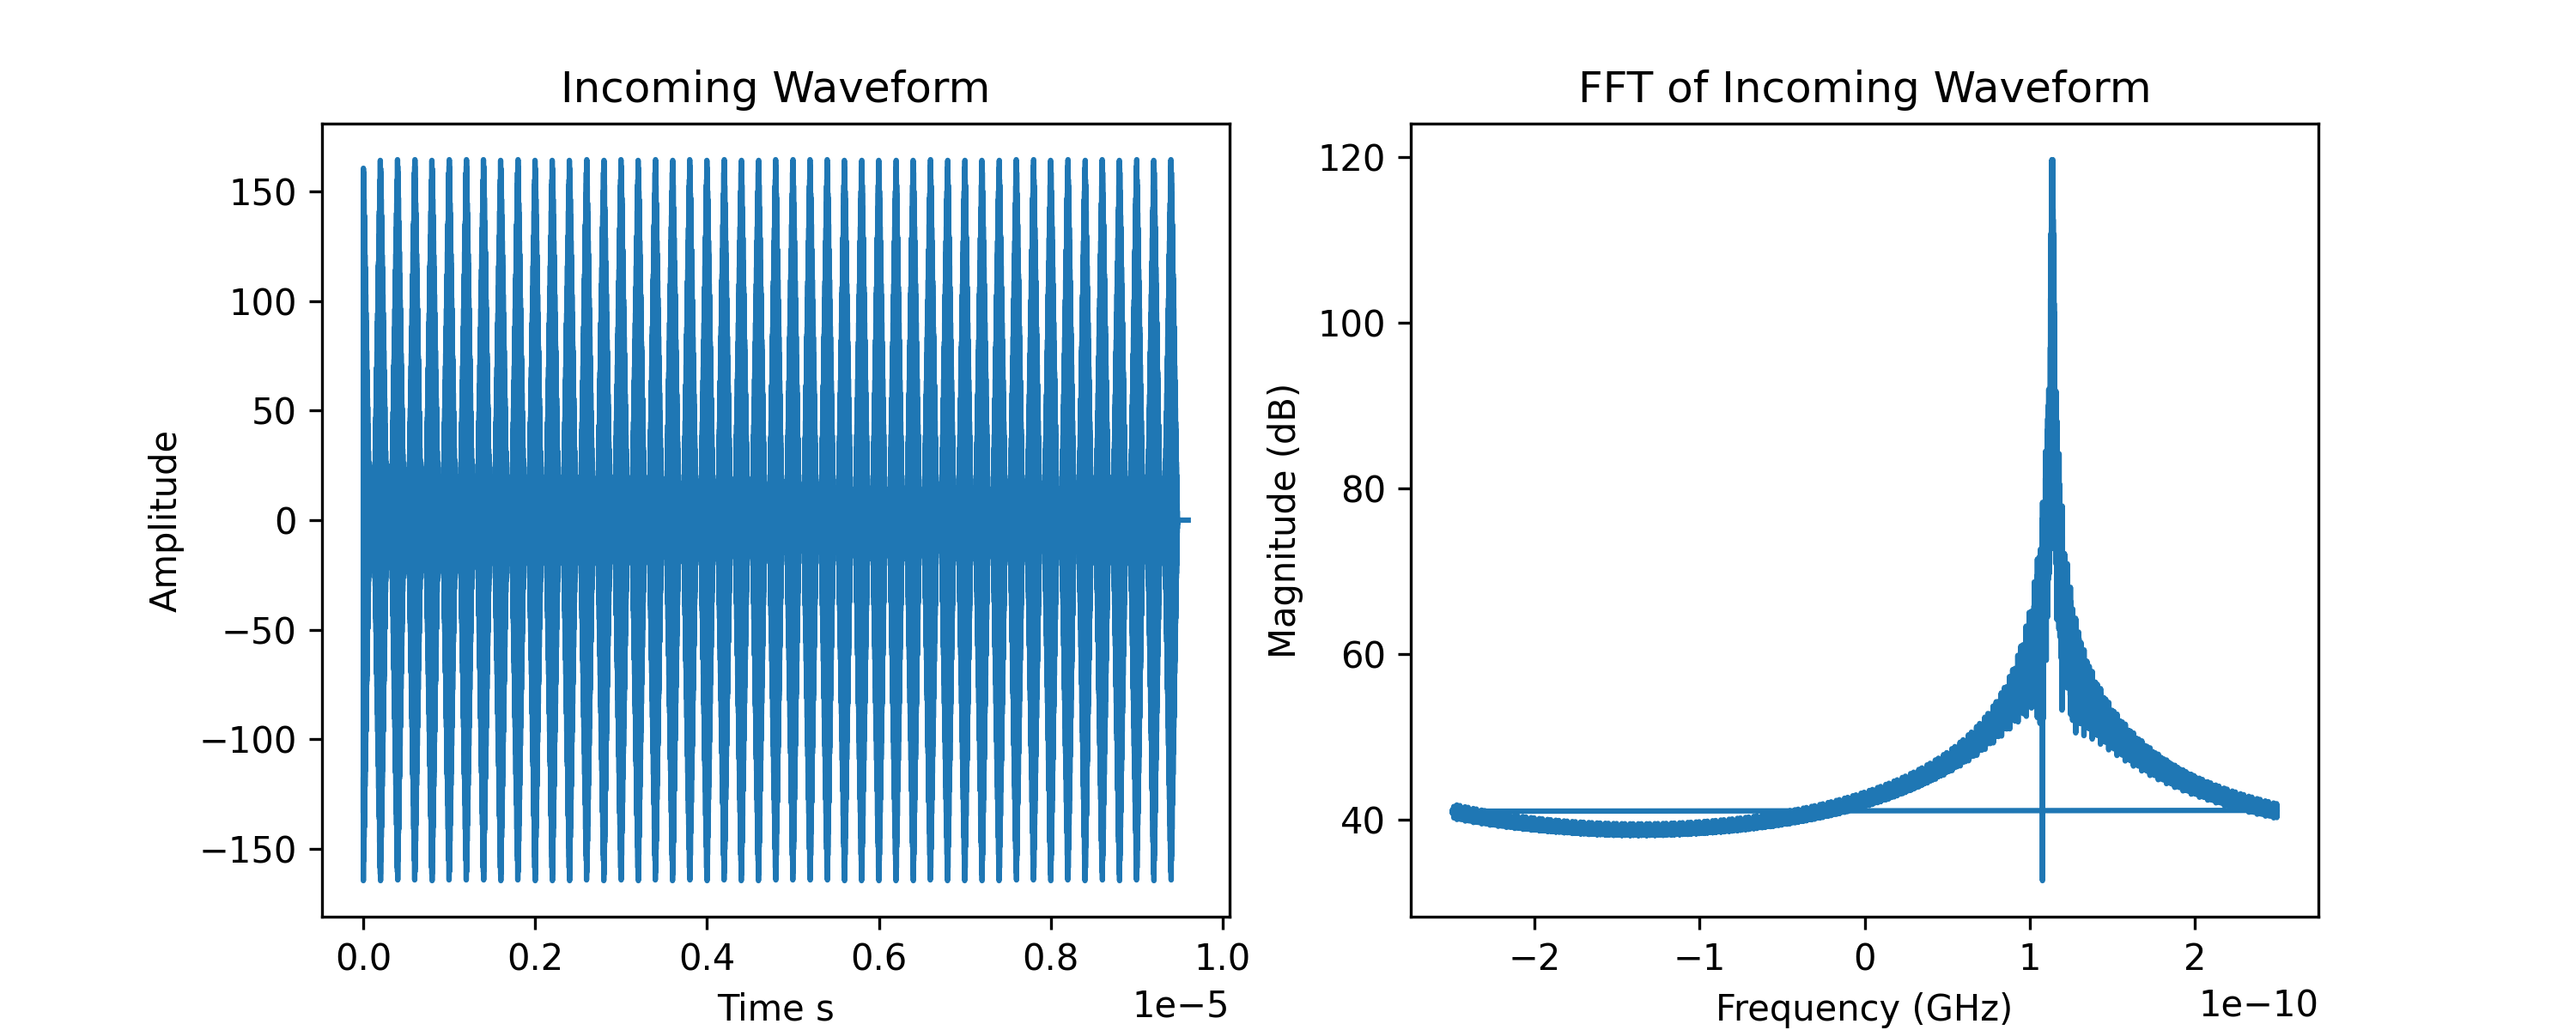 Incoming Waveform
150
100
50
0
−50
−100
−150
Amplitude
0.0 0.2 0.4 0.6 0.8 1.0
Time s
1e−5
FFT of Incoming Waveform
120
100
80
60
40
Magnitude (dB)
−2 −1 0 1 2
Frequency (GHz)
1e−10